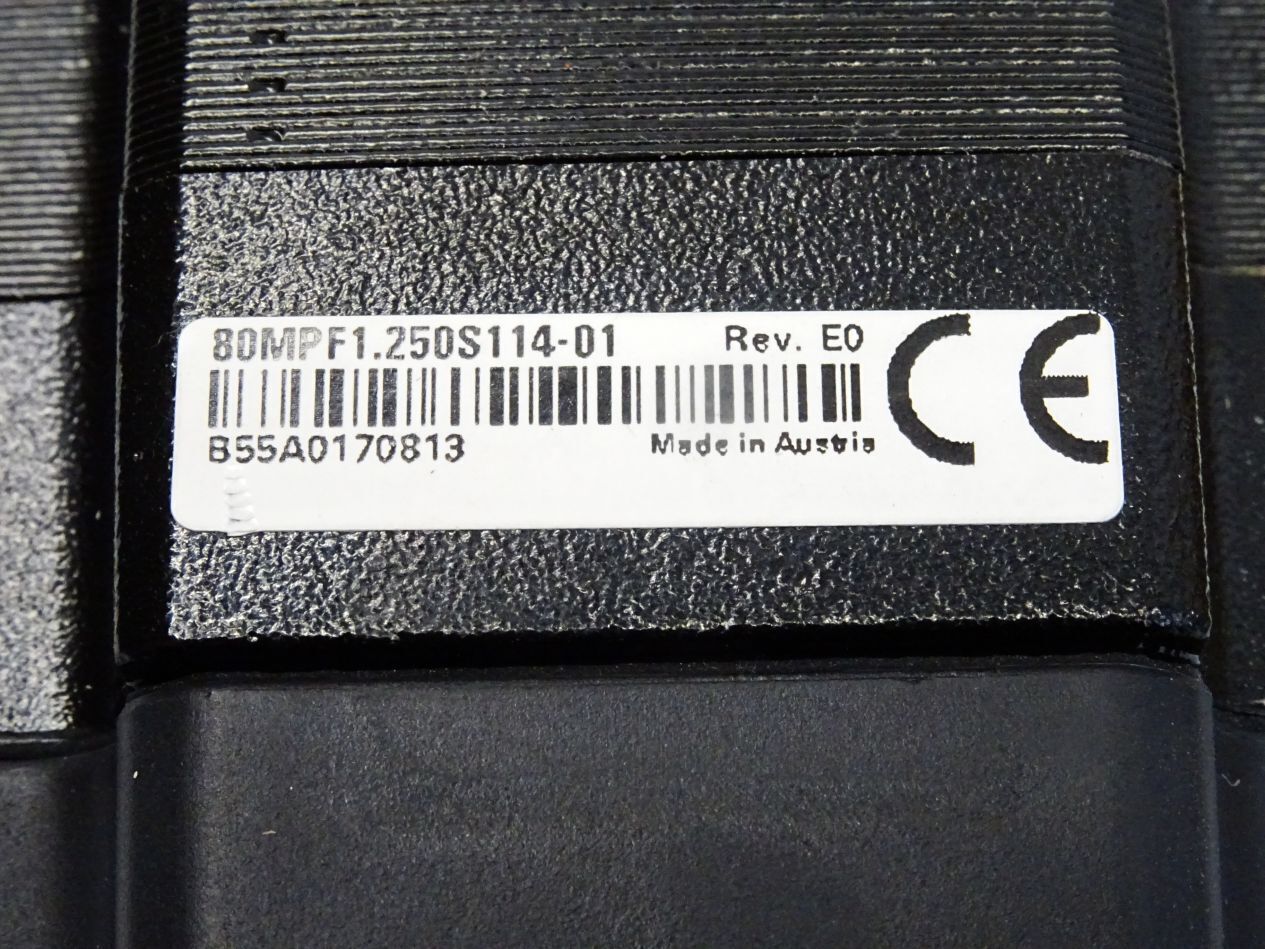 80MPF1.250S114-01 Rev. E0
B55A0170813 Made in Austria
CE